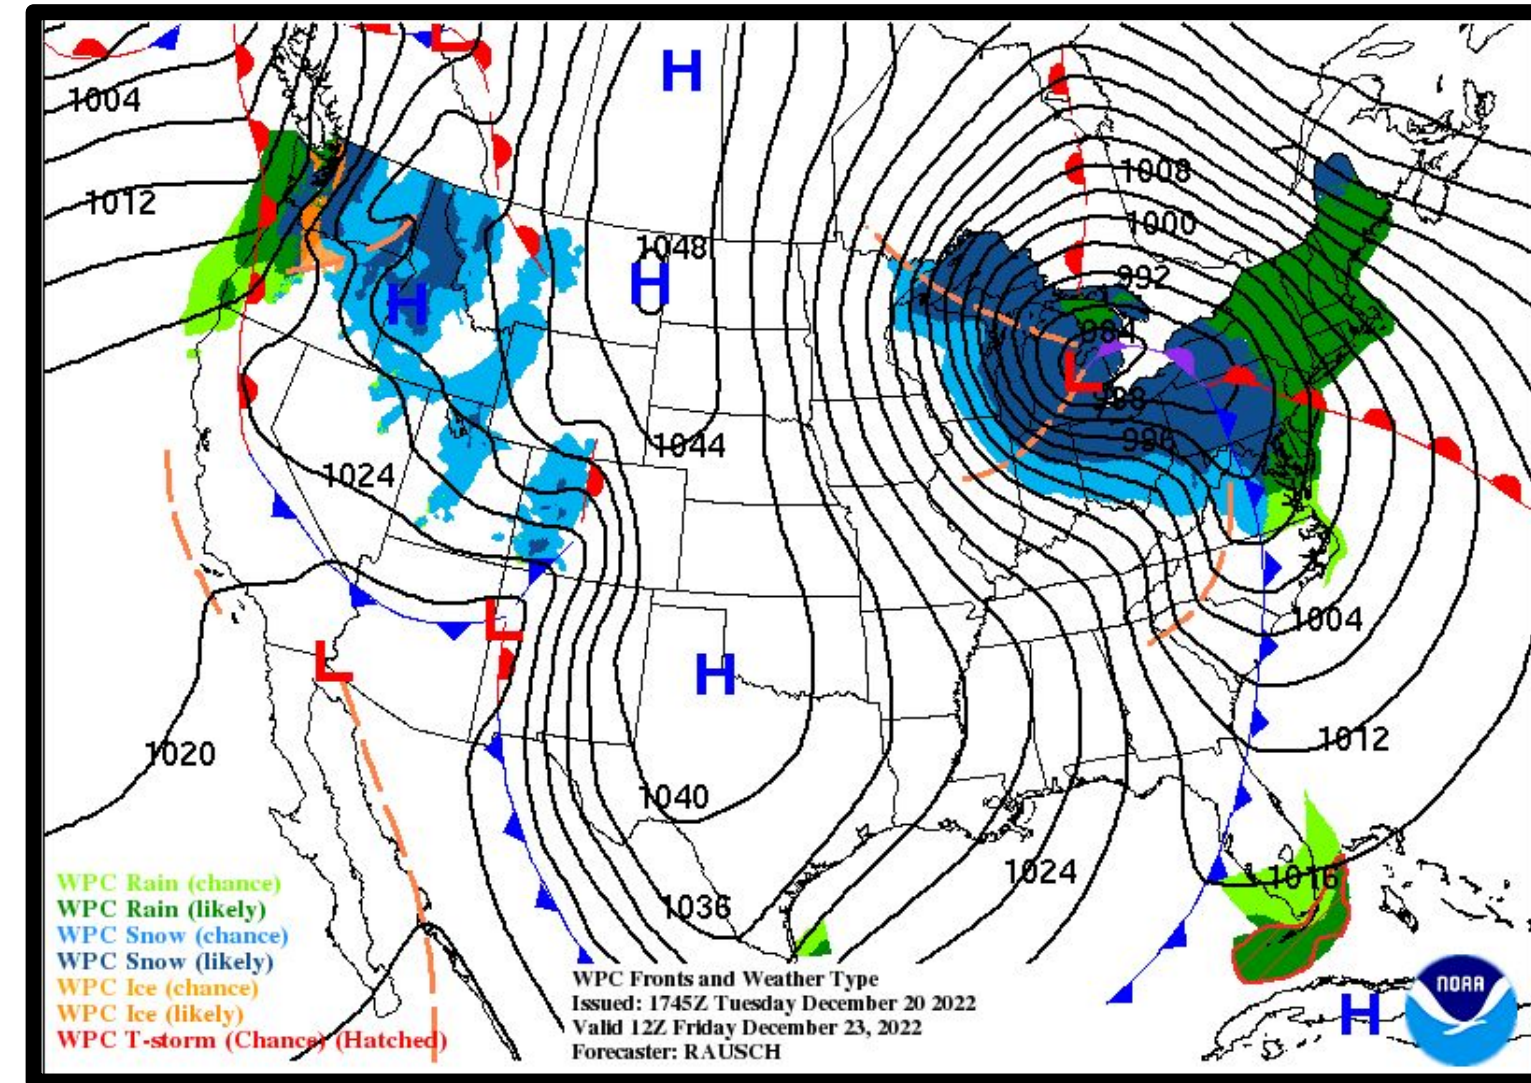 L
H
1004
1008
1012
1000
1048
992
H
H
984
L
988
996
1044
1024
L
1004
L
H
1012
1020
1040
1024
1016
1036
WPC Rain (chance)
WPC Rain (likely)
WPC Snow (chance)
WPC Snow (likely)
WPC Ice (chance)
WPC Ice (likely)
WPC T-storm (Chance) (Hatched)
WPC Fronts and Weather Type
Issued: 1745Z Tuesday December 20 2022
Valid 12Z Friday December 23, 2022
Forecaster: RAUSCH
H
NOAA